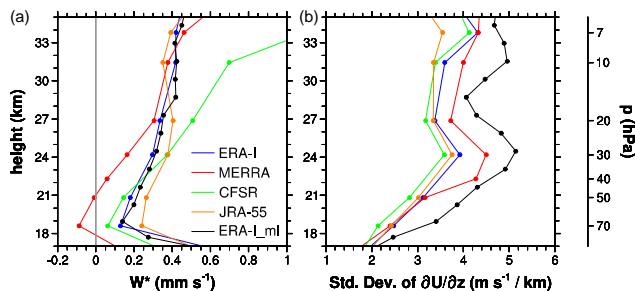 (a)
(b)
height (km)
33
30
27
24
21
18
ERA-I
MERRA
CFSR
JRA-55
ERA-I_ml
-0.2 0 0.2 0.4 0.6 0.8 1
W* (mm s⁻¹)
2 3 4 5 6 7
Std. Dev. of ∂U/∂z (m s⁻¹ / km)
7
10
20
30
40
50
70
p (hPa)